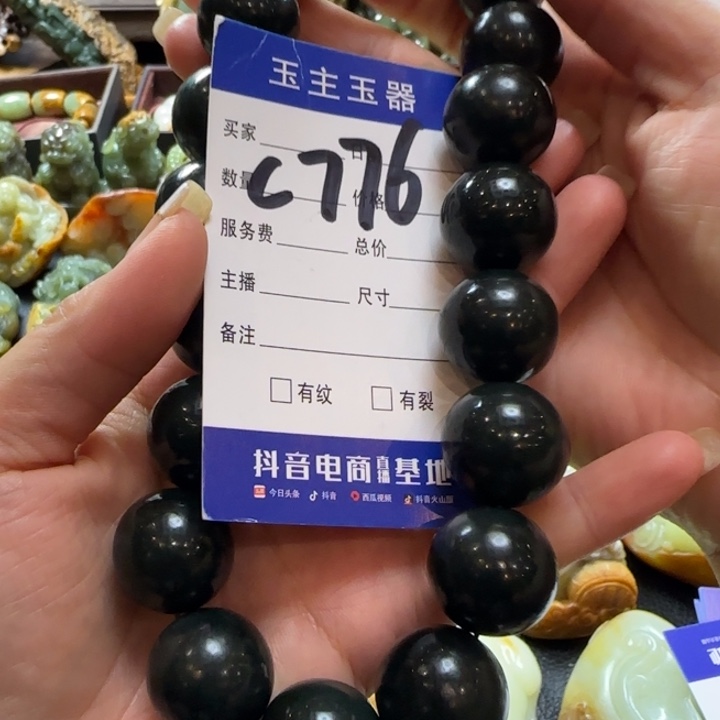 玉主玉器
买家 日
数量 价格
C776
服务费 总价
主播 尺寸
备注
有纹 有裂
抖音电商直播基地
今日头条 抖音 西瓜视频 抖音火山版